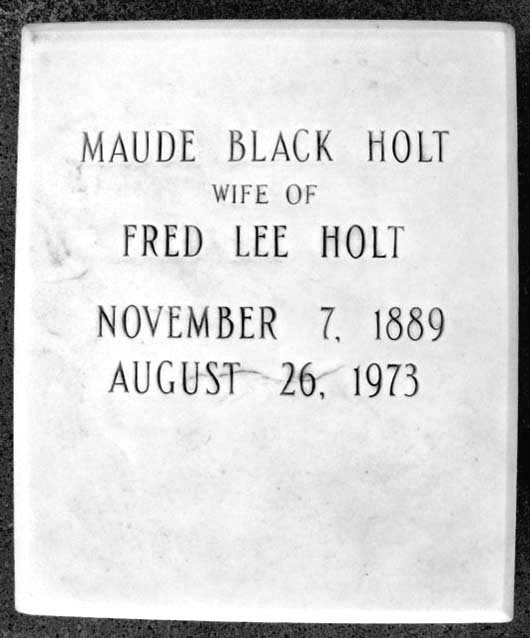 MAUDE BLACK HOLT
WIFE OF
FRED LEE HOLT
NOVEMBER 7, 1889
AUGUST 26, 1973